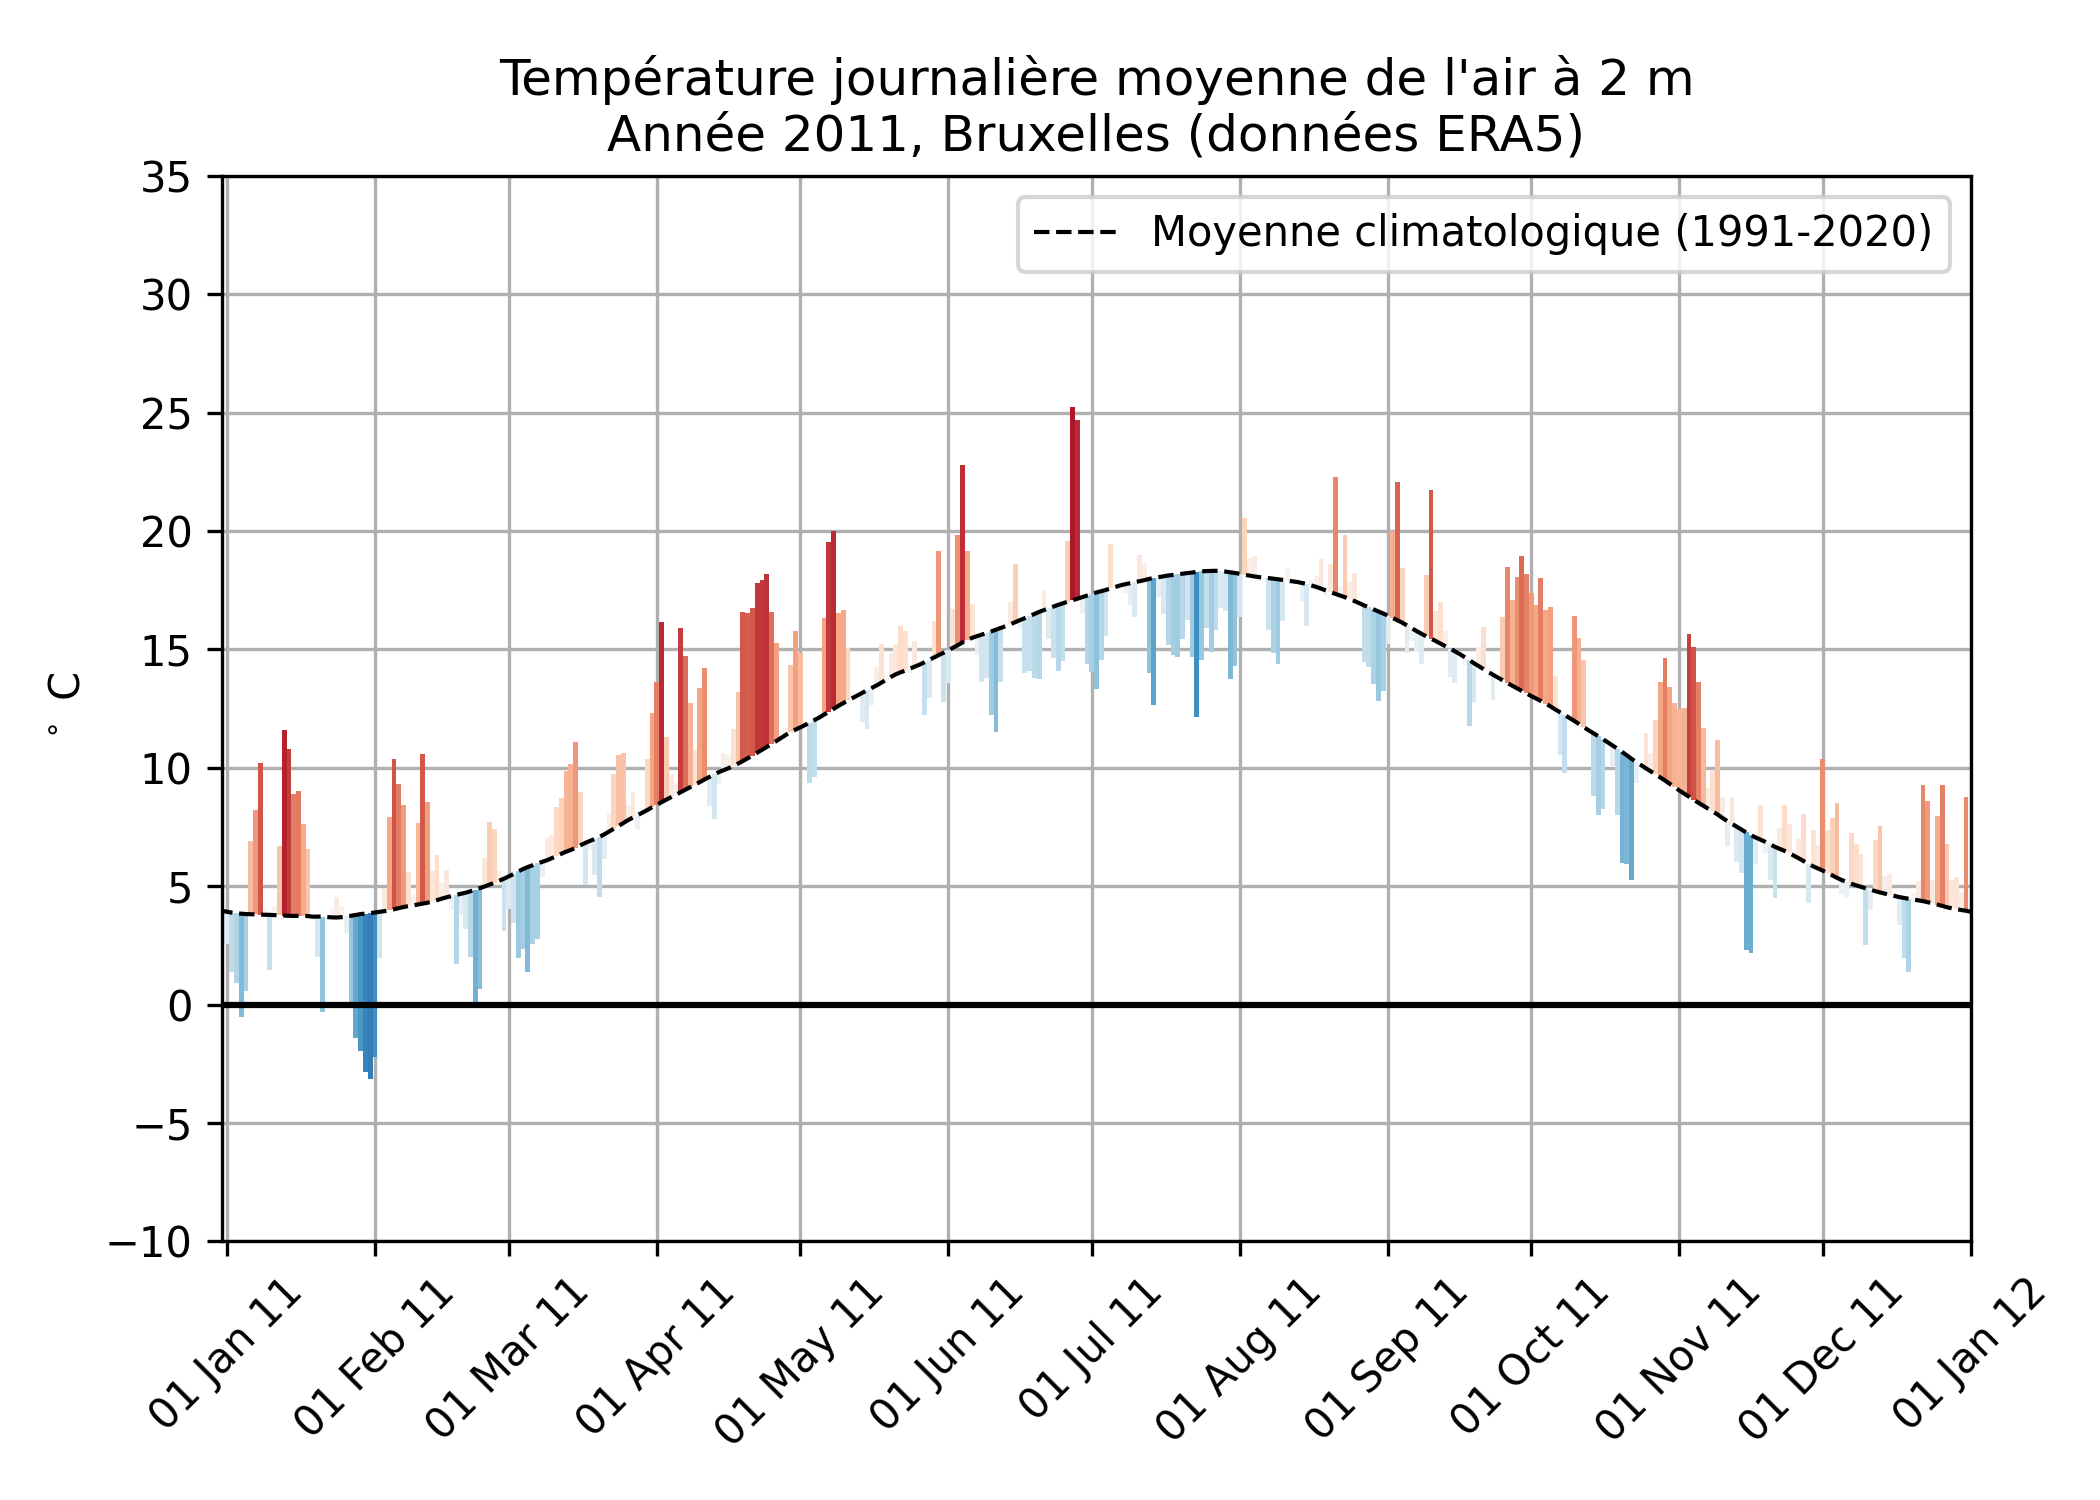 Température journalière moyenne de l'air à 2 m
Année 2011, Bruxelles (données ERA5)
Moyenne climatologique (1991-2020)
° C
35
30
25
20
15
10
5
0
−5
−10
01 Jan 11
01 Feb 11
01 Mar 11
01 Apr 11
01 May 11
01 Jun 11
01 Jul 11
01 Aug 11
01 Sep 11
01 Oct 11
01 Nov 11
01 Dec 11
01 Jan 12